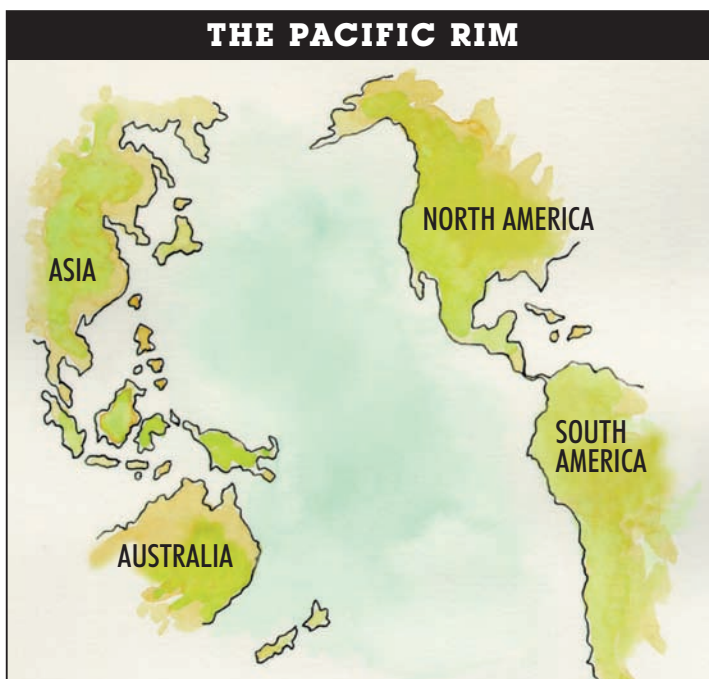 THE PACIFIC RIM
NORTH AMERICA
ASIA
SOUTH
AMERICA
AUSTRALIA